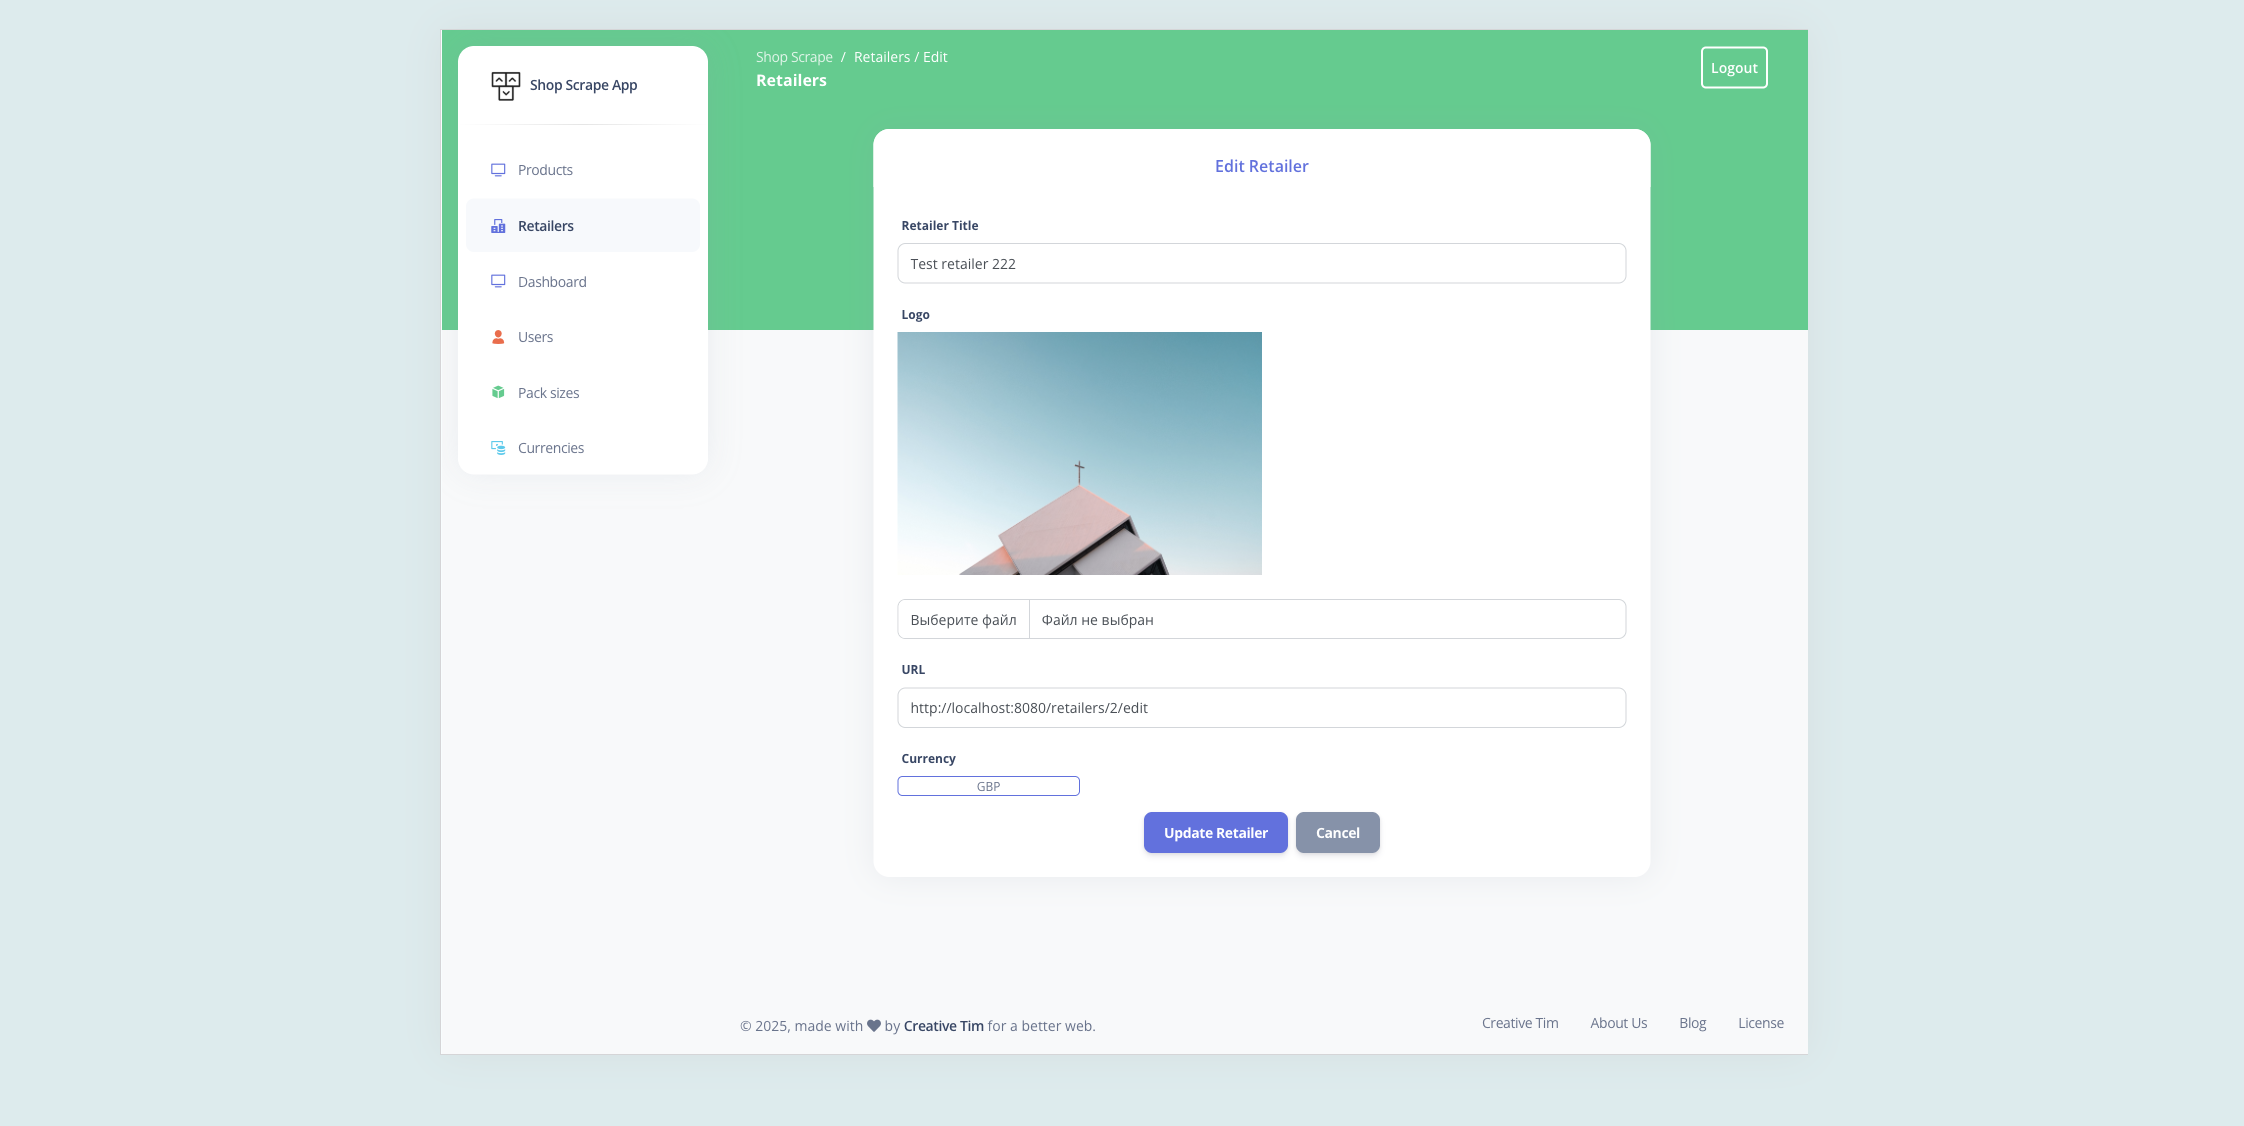 Shop Scrape App
Products
Retailers
Dashboard
Users
Pack sizes
Currencies
Shop Scrape / Retailers / Edit
Retailers
Logout
Edit Retailer
Retailer Title
Test retailer 222
Logo
Выберите файл Файл не выбран
URL
http://localhost:8080/retailers/2/edit
Currency
GBP
Update Retailer Cancel
© 2025, made with ♥ by Creative Tim for a better web.
Creative Tim About Us Blog License